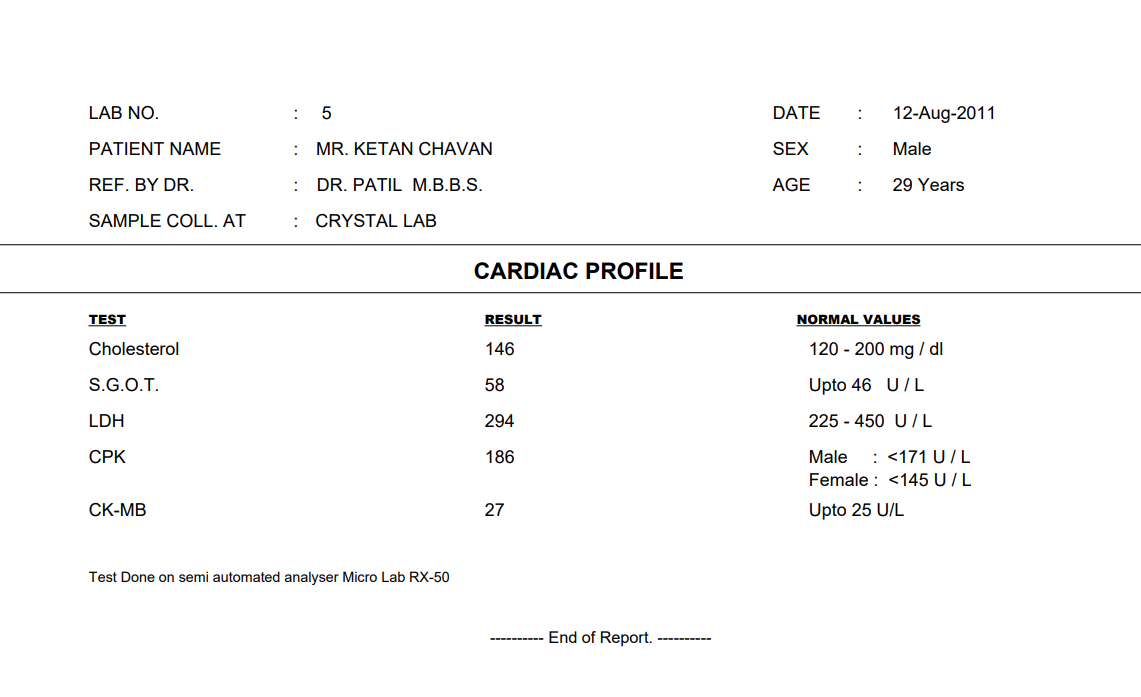 LAB NO. : 5 DATE : 12-Aug-2011
PATIENT NAME : MR. KETAN CHAVAN SEX : Male
REF. BY DR. : DR. PATIL M.B.B.S. AGE : 29 Years
SAMPLE COLL. AT : CRYSTAL LAB
CARDIAC PROFILE
TEST RESULT NORMAL VALUES
Cholesterol 146 120 - 200 mg / dl
S.G.O.T. 58 Upto 46 U / L
LDH 294 225 - 450 U / L
CPK 186 Male : <171 U / L
Female : <145 U / L
CK-MB 27 Upto 25 U/L
Test Done on semi automated analyser Micro Lab RX-50
---------- End of Report. ----------